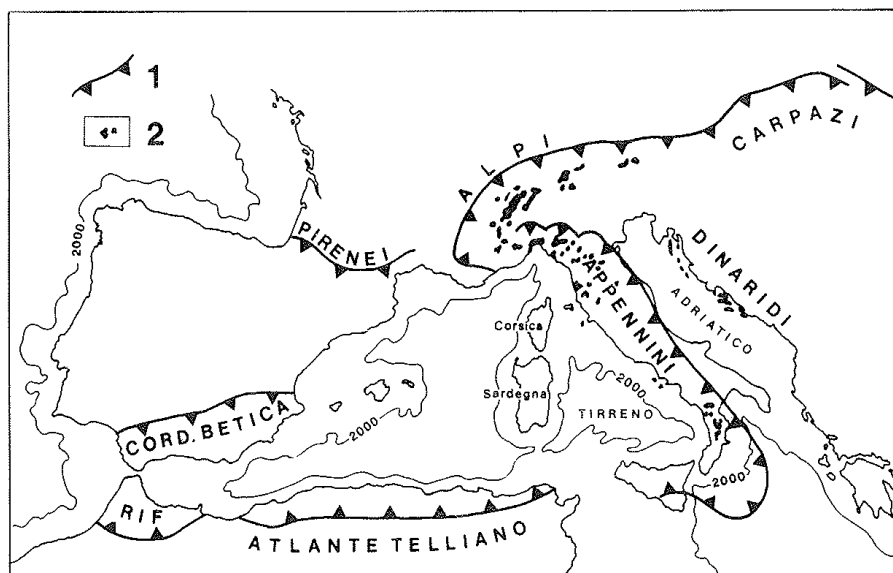 1
2
ALPI
CARPAZI
2000
PIRENEI
DINARIDI
APPENNINI
ADRIATICO
Corsica
Sardegna
2000
TIRRENO
CORD. BETICA
2000
2000
RIF
ATLANTE TELLIANO